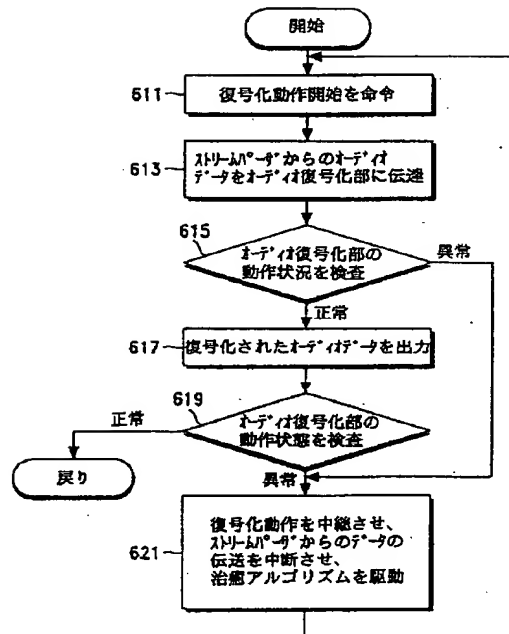 開始
611
復号化動作開始を命令
613
ストリームパーザからのオーディオ
データをオーディオ復号化部に伝達
615
オーディオ復号化部の
動作状況を検査
異常
正常
617
復号化されたオーディオデータを出力
619
オーディオ復号化部の
動作状態を検査
正常
戻り
異常
621
復号化動作を中継させ、
ストリームパーザからのデータの
伝送を中断させ、
治癒アルゴリズムを駆動